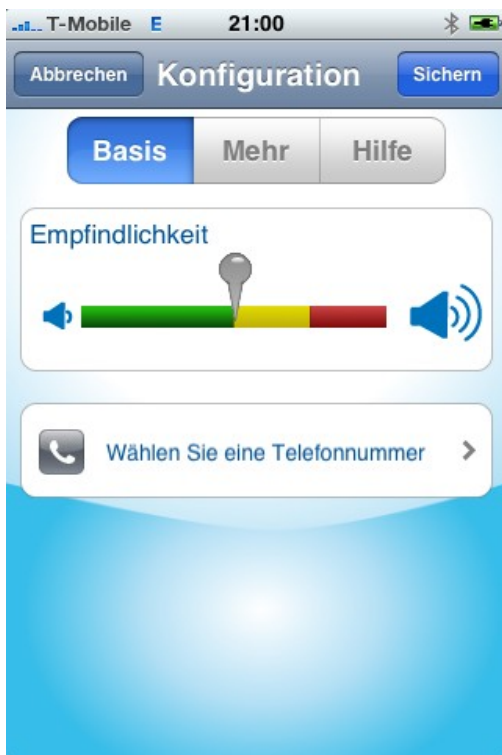 T-Mobile E 21:00
Abbrechen Konfiguration Sichern
Basis Mehr Hilfe
Empfindlichkeit
Wählen Sie eine Telefonnummer